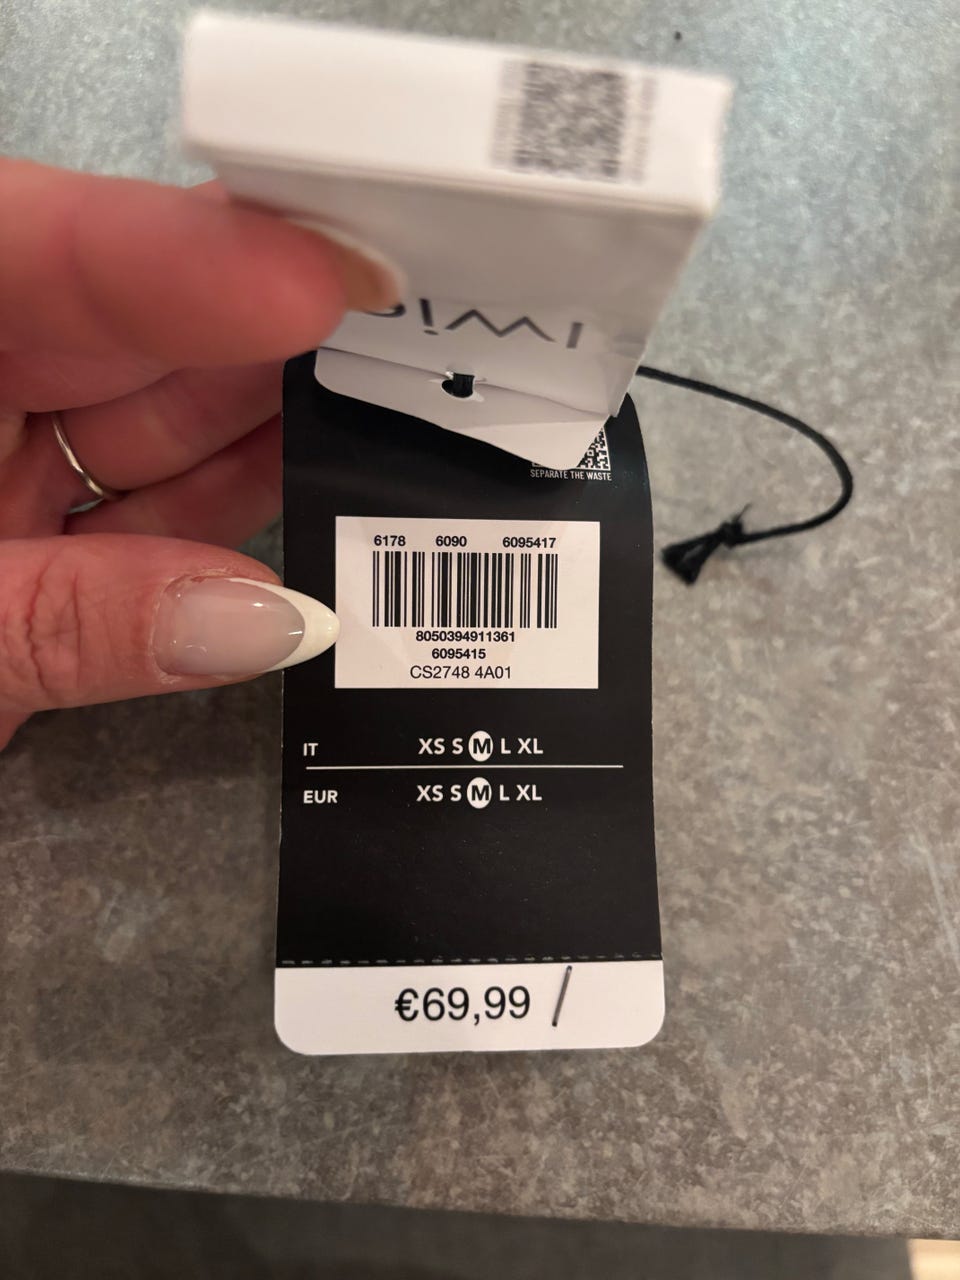 SEPARATE THE WASTE
6178 6090 6095417
8050394911361
6095415
CS2748 4A01
IT XS S M L XL
EUR XS S M L XL
€69,99